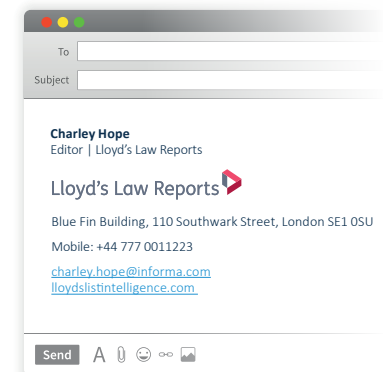 To
Subject
Charley Hope
Editor | Lloyd's Law Reports
Lloyd's Law Reports
Blue Fin Building, 110 Southwark Street, London SE1 0SU
Mobile: +44 777 0011223
charley.hope@informa.com
lloydslistintelligence.com
Send A